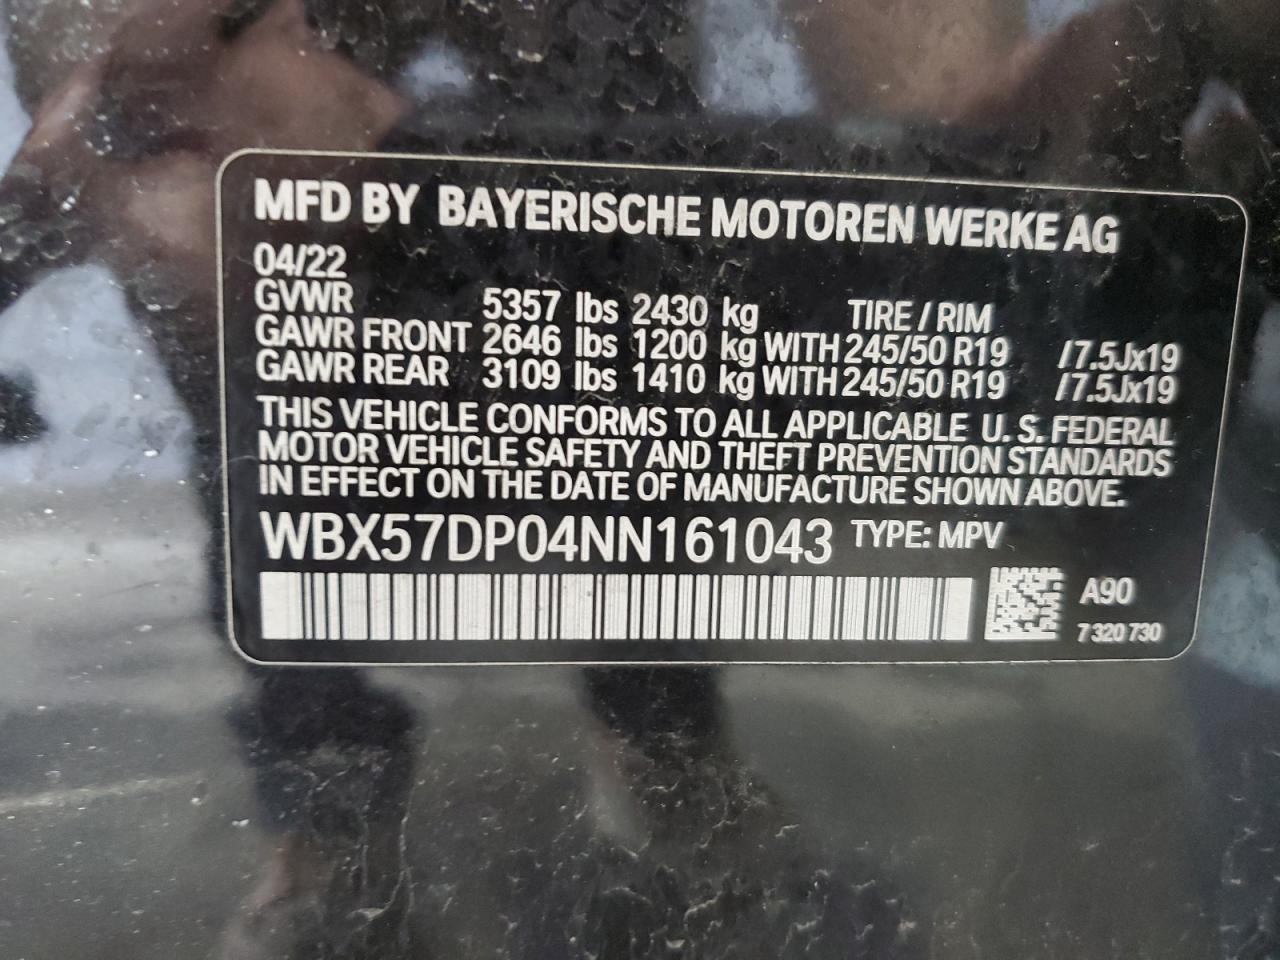 MFD BY BAYERISCHE MOTOREN WERKE AG
04/22
GVWR 5357 lbs 2430 kg TIRE / RIM
GAWR FRONT 2646 lbs 1200 kg WITH 245/50 R19 /7.5Jx19
GAWR REAR 3109 lbs 1410 kg WITH 245/50 R19 /7.5Jx19
THIS VEHICLE CONFORMS TO ALL APPLICABLE U. S. FEDERAL
MOTOR VEHICLE SAFETY AND THEFT PREVENTION STANDARDS
IN EFFECT ON THE DATE OF MANUFACTURE SHOWN ABOVE.
WBX57DP04NN161043 TYPE: MPV
A90
7 320 730